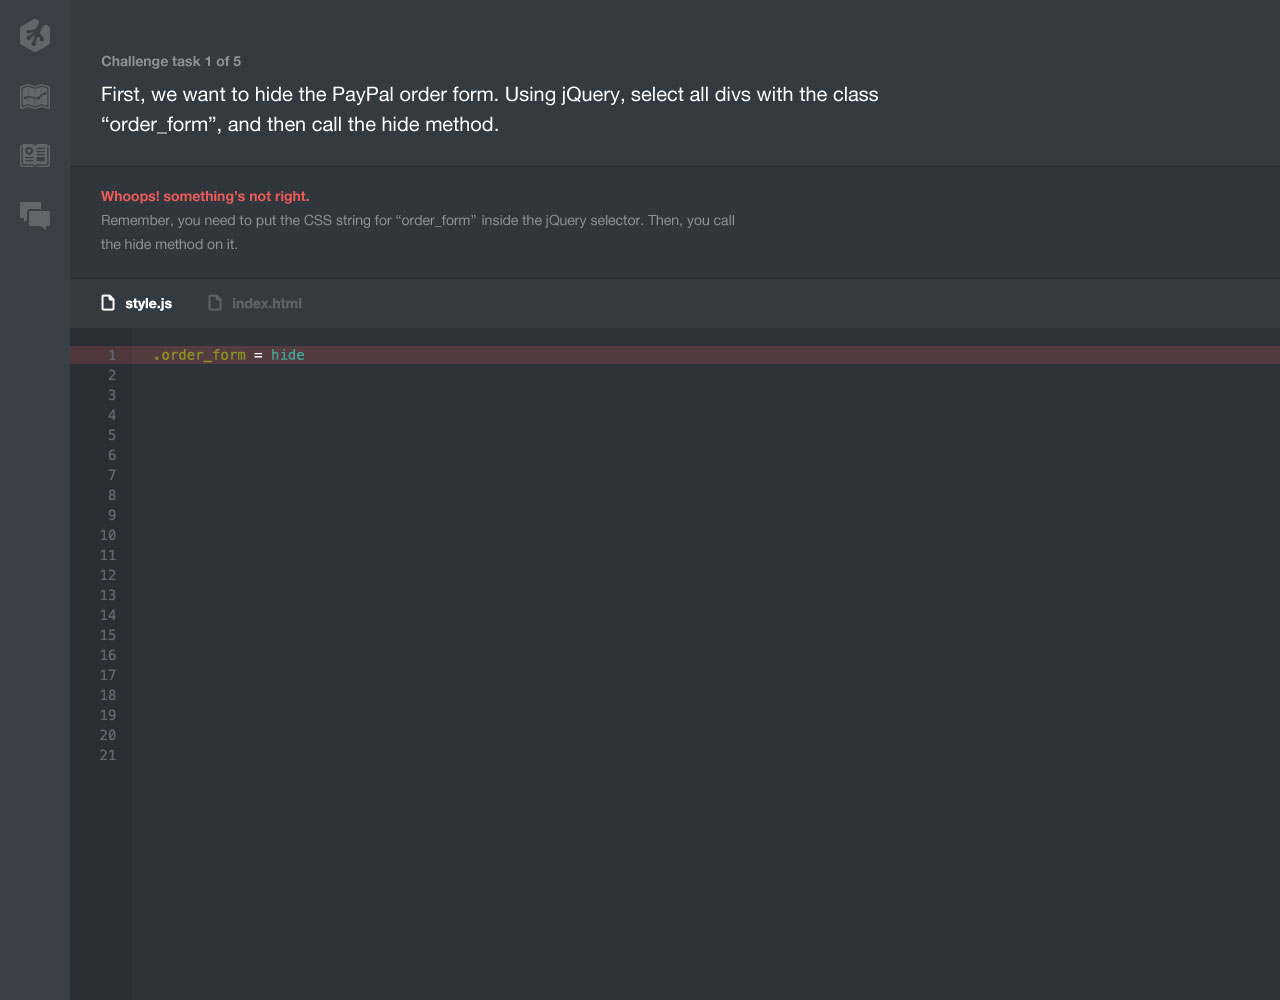 Challenge task 1 of 5
First, we want to hide the PayPal order form. Using jQuery, select all divs with the class
“order_form”, and then call the hide method.
Whoops! something’s not right.
Remember, you need to put the CSS string for “order_form” inside the jQuery selector. Then, you call
the hide method on it.
style.js index.html
1 .order_form = hide
2
3
4
5
6
7
8
9
10
11
12
13
14
15
16
17
18
19
20
21